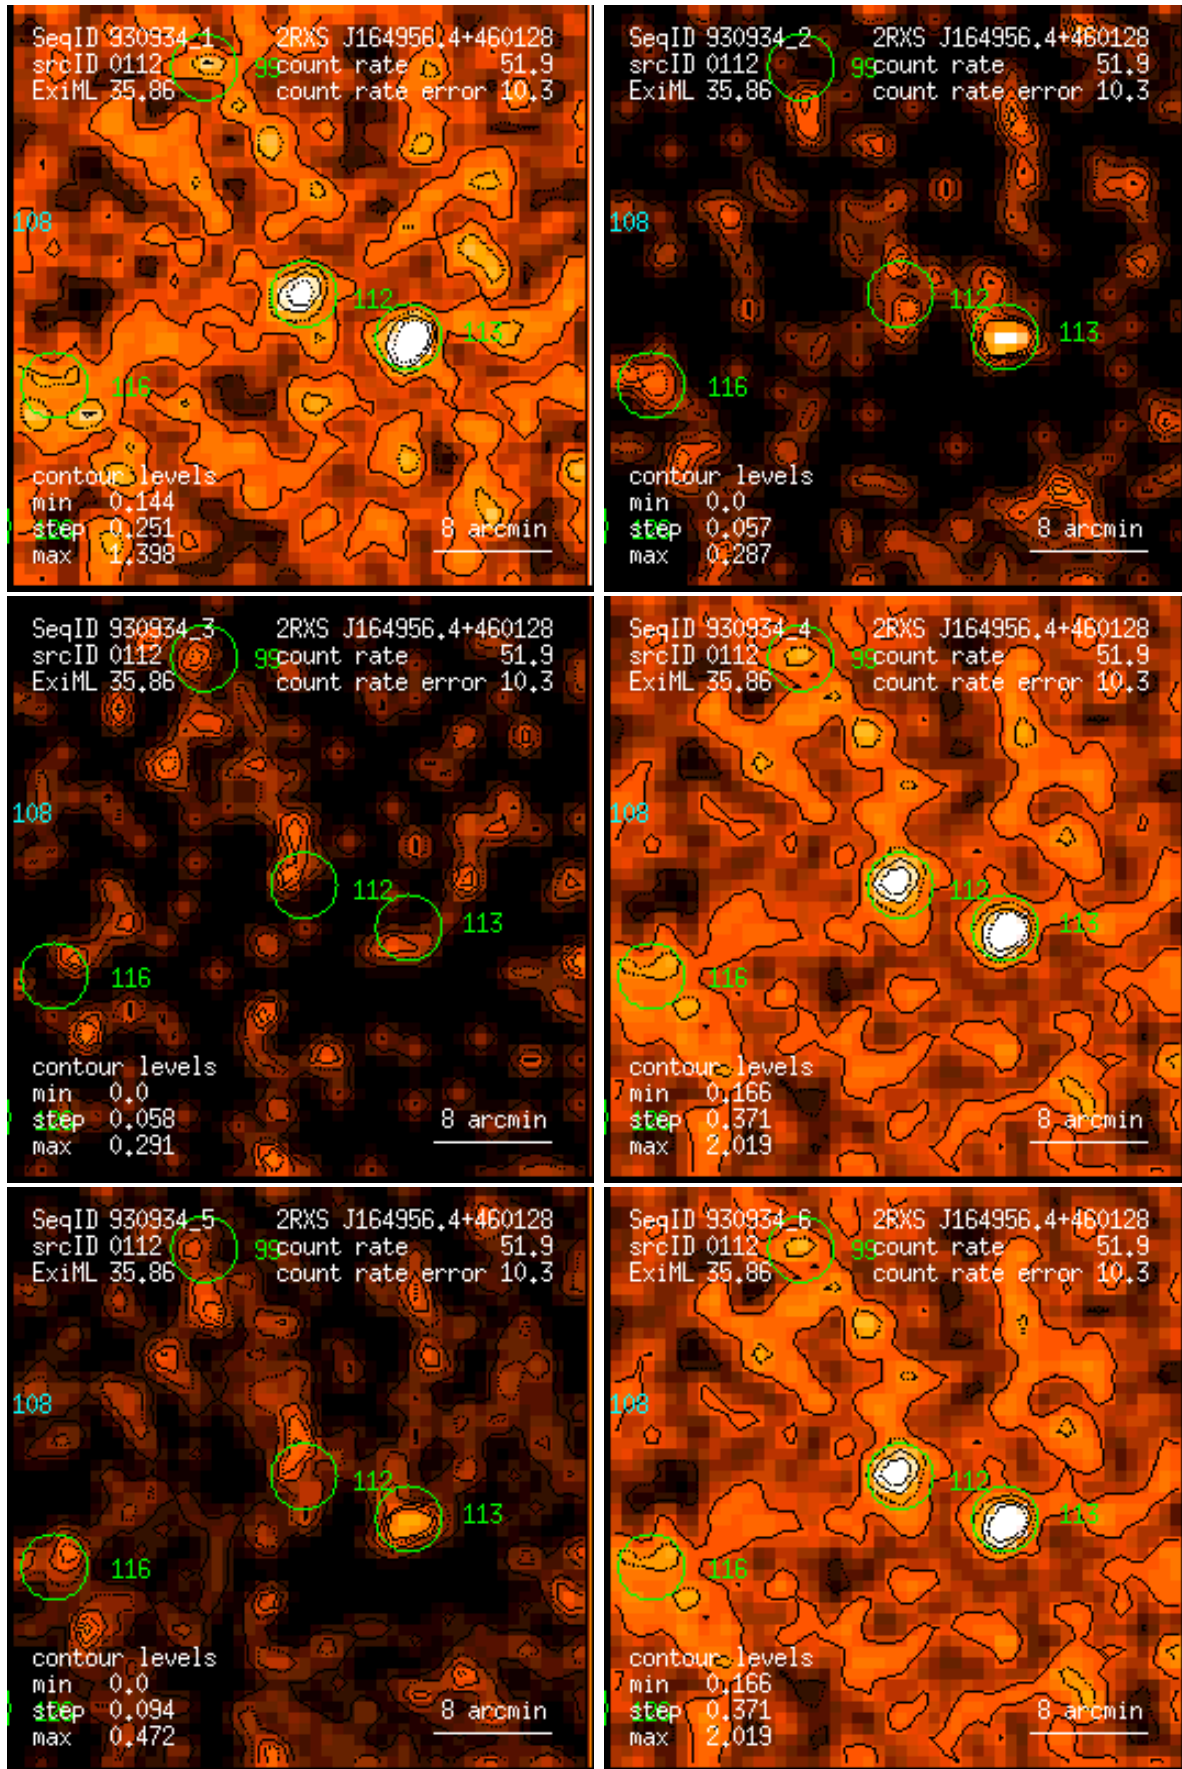 SeqID 930934_1 2RXS J164956.4+460128
srcID 0112 99 count rate 51.9
ExiML 35.86 count rate error 10.3
108
112
113
116
contour levels
min 0.144
step 0.251
8 arcmin
max 1.398
SeqID 930934_2 2RXS J164956.4+460128
srcID 0112 99 count rate 51.9
ExiML 35.86 count rate error 10.3
108
112
113
116
contour levels
min 0.0
step 0.057
8 arcmin
max 0.287
SeqID 930934_3 2RXS J164956.4+460128
srcID 0112 99 count rate 51.9
ExiML 35.86 count rate error 10.3
108
112
113
116
contour levels
min 0.0
step 0.058
8 arcmin
max 0.291
SeqID 930934_4 2RXS J164956.4+460128
srcID 0112 99 count rate 51.9
ExiML 35.86 count rate error 10.3
108
112
113
116
contour levels
min 0.166
step 0.371
8 arcmin
max 2.019
SeqID 930934_5 2RXS J164956.4+460128
srcID 0112 99 count rate 51.9
ExiML 35.86 count rate error 10.3
108
112
113
116
contour levels
min 0.0
step 0.094
8 arcmin
max 0.472
SeqID 930934_6 2RXS J164956.4+460128
srcID 0112 99 count rate 51.9
ExiML 35.86 count rate error 10.3
108
112
113
116
contour levels
min 0.166
step 0.371
8 arcmin
max 2.019